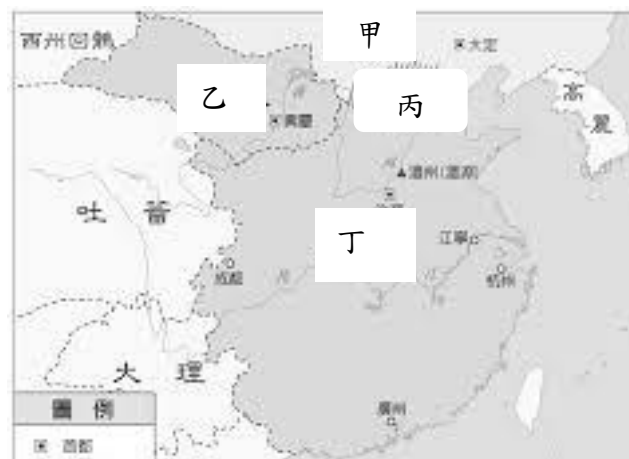 甲
西州回鶻
大定
乙
丙
高麗
興慶
澶州(澶淵)
吐蕃
丁
江寧
成都
杭州
大理
廣州
圖例
首都